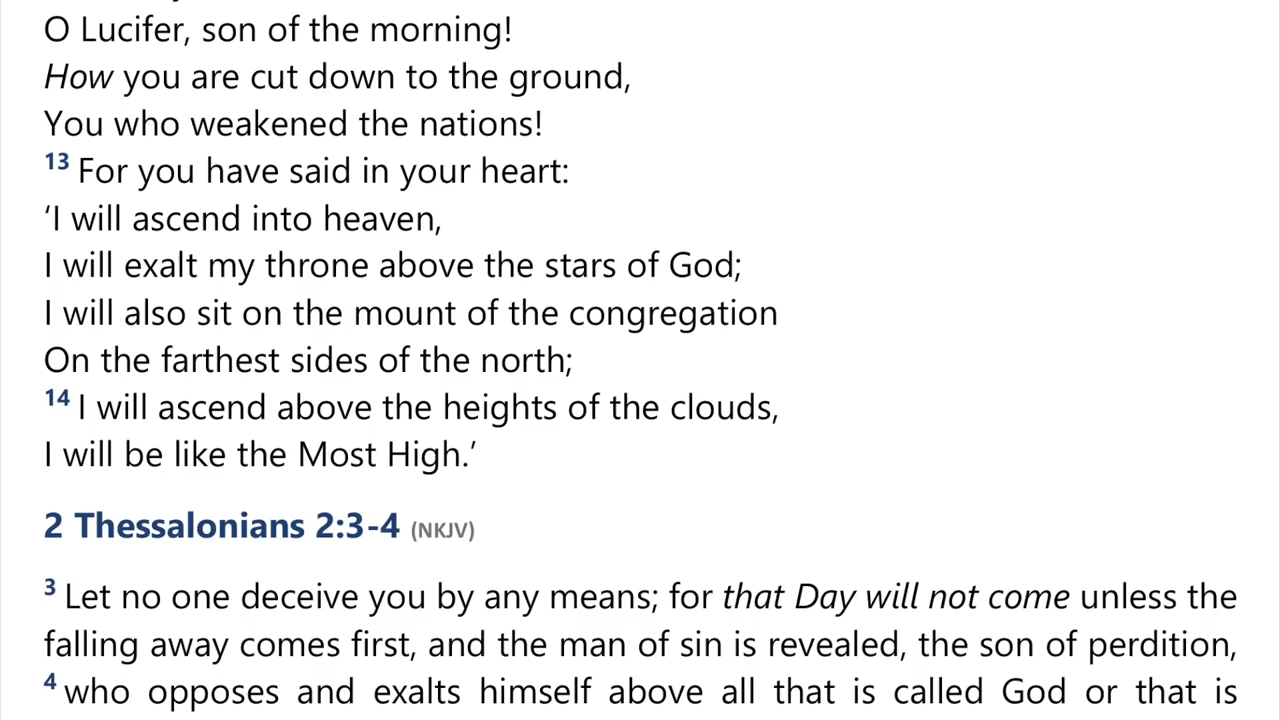 O Lucifer, son of the morning!
How you are cut down to the ground,
You who weakened the nations!
13 For you have said in your heart:
‘I will ascend into heaven,
I will exalt my throne above the stars of God;
I will also sit on the mount of the congregation
On the farthest sides of the north;
14 I will ascend above the heights of the clouds,
I will be like the Most High.’
2 Thessalonians 2:3-4 (NKJV)
3 Let no one deceive you by any means; for that Day will not come unless the
falling away comes first, and the man of sin is revealed, the son of perdition,
4 who opposes and exalts himself above all that is called God or that is